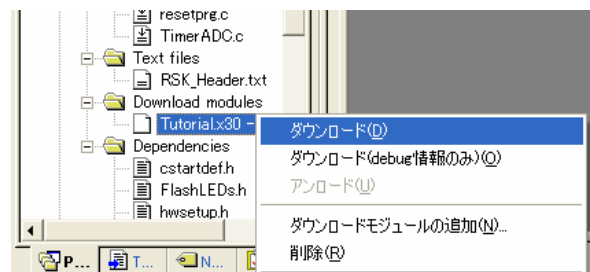 resetprg.c
TimerADC.c
Text files
RSK_Header.txt
Download modules
Tutorial.x30 -
Dependencies
cstartdef.h
FlashLEDs.h
hwsetup.h
ダウンロード(D)
ダウンロード(debug情報のみ)(O)
アンロード(U)
ダウンロードモジュールの追加(N)...
削除(R)
P... T... N...